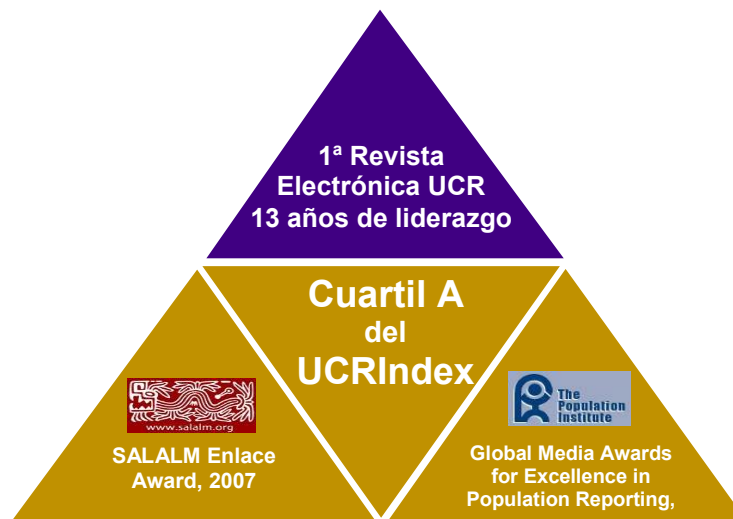 1ª Revista
Electrónica UCR
13 años de liderazgo
Cuartil A
del
UCRIndex
www.salalm.org
SALALM Enlace
Award, 2007
The
Population
Institute
Global Media Awards
for Excellence in
Population Reporting,